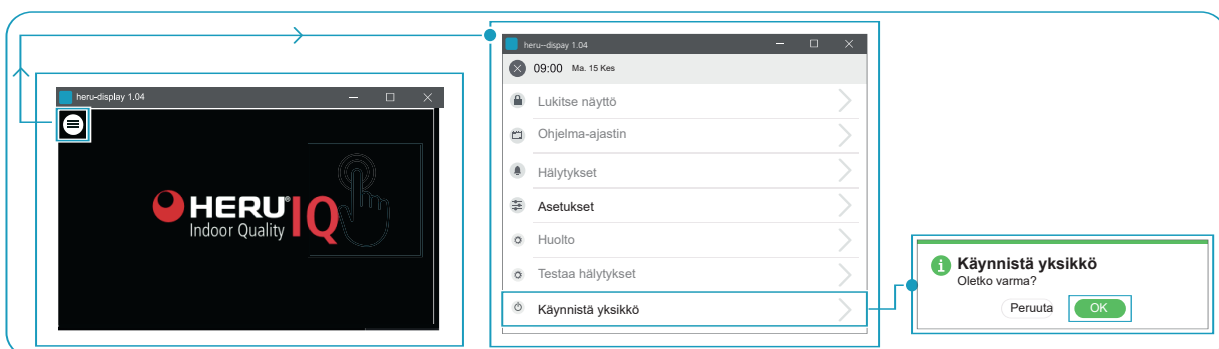 heru-display 1.04
HERU® IQ
Indoor Quality
heru--dispay 1.04
09:00 Ma. 15 Kes
Lukitse näyttö
Ohjelma-ajastin
Hälytykset
Asetukset
Huolto
Testaa hälytykset
Käynnistä yksikkö
Käynnistä yksikkö
Oletko varma?
Peruuta OK